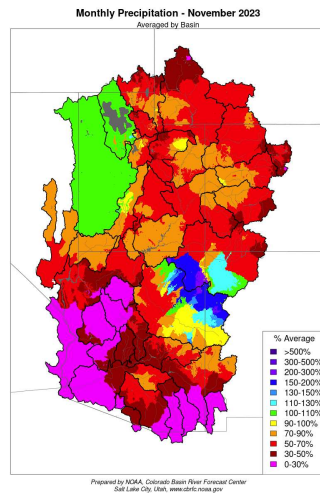 Monthly Precipitation - November 2023
Averaged by Basin
% Average
>500%
300-500%
200-300%
150-200%
130-150%
110-130%
100-110%
90-100%
70-90%
50-70%
30-50%
0-30%
Prepared by NOAA, Colorado Basin River Forecast Center
Salt Lake City, Utah, www.cbrfc.noaa.gov